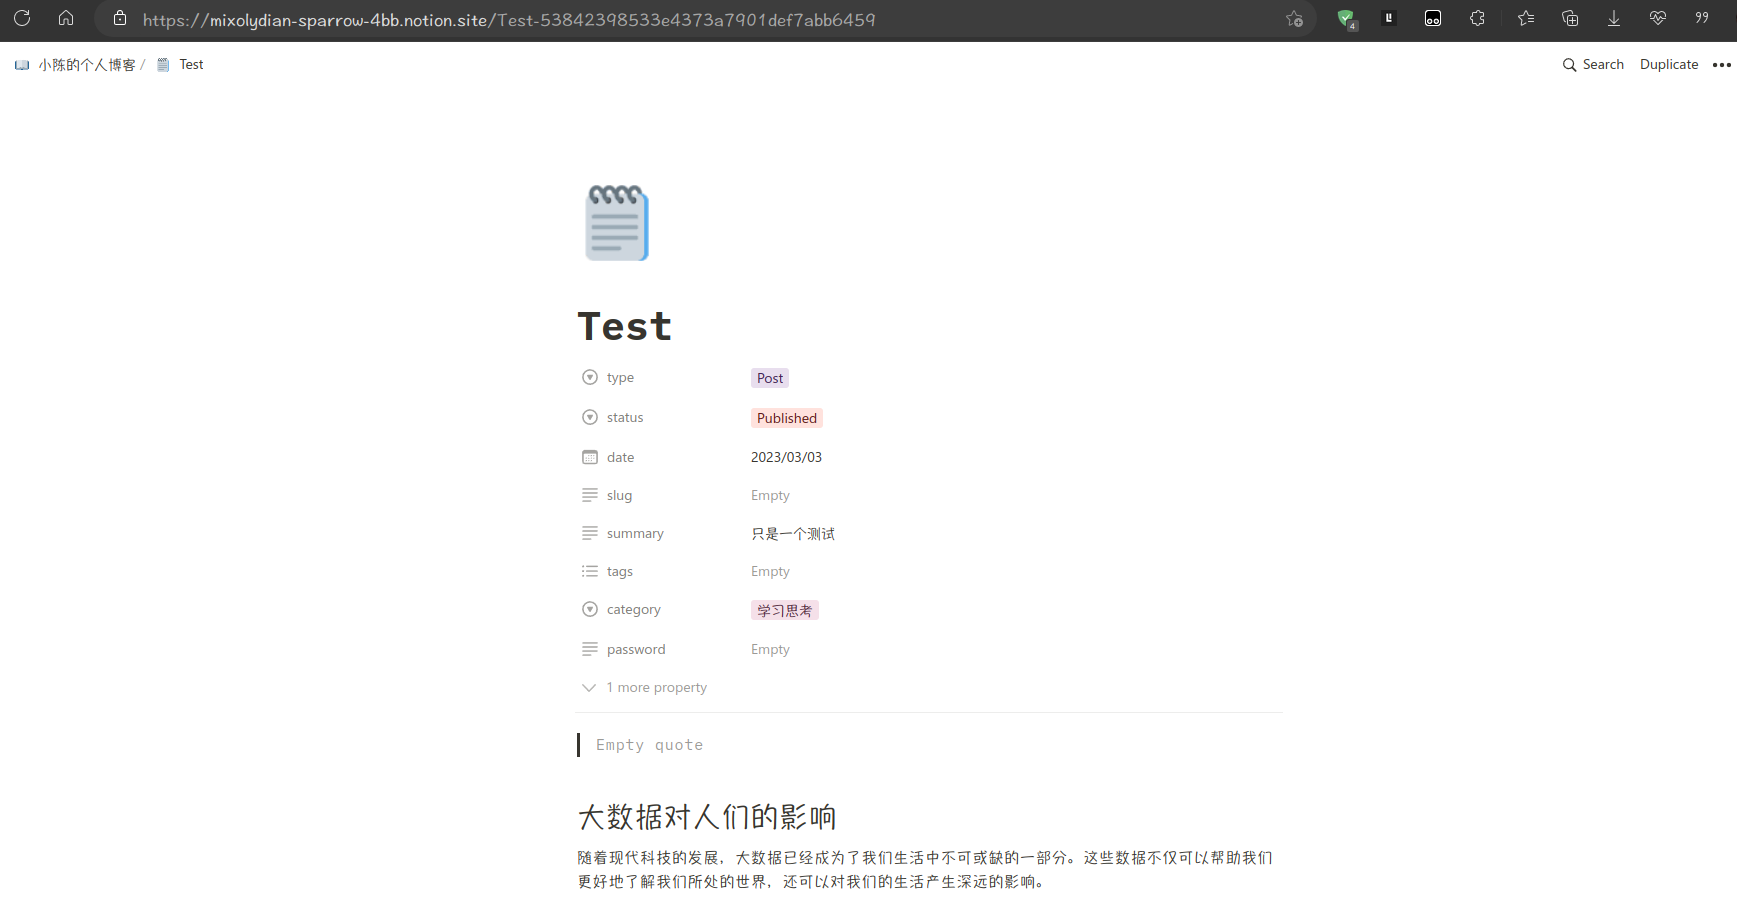 https://mixolydian-sparrow-4bb.notion.site/Test-53842398533e4373a7901def7abb6459
4
小陈的个人博客 / Test
Search Duplicate
Test
type Post
status Published
date 2023/03/03
slug Empty
summary 只是一个测试
tags Empty
category 学习思考
password Empty
1 more property
Empty quote
大数据对人们的影响
随着现代科技的发展，大数据已经成为了我们生活中不可或缺的一部分。这些数据不仅可以帮助我们
更好地了解我们所处的世界，还可以对我们的生活产生深远的影响。